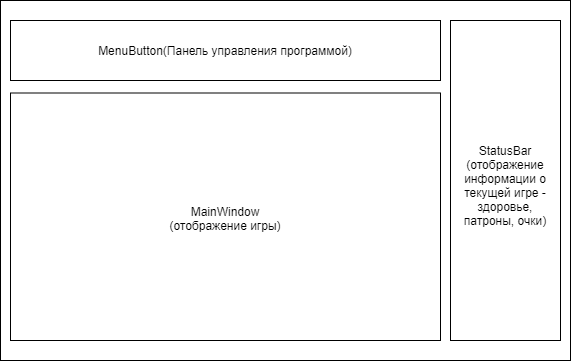 MenuButton(Панель управления программой)
MainWindow
(отображение игры)
StatusBar
(отображение
информации о
текущей игре -
здоровье,
патроны, очки)